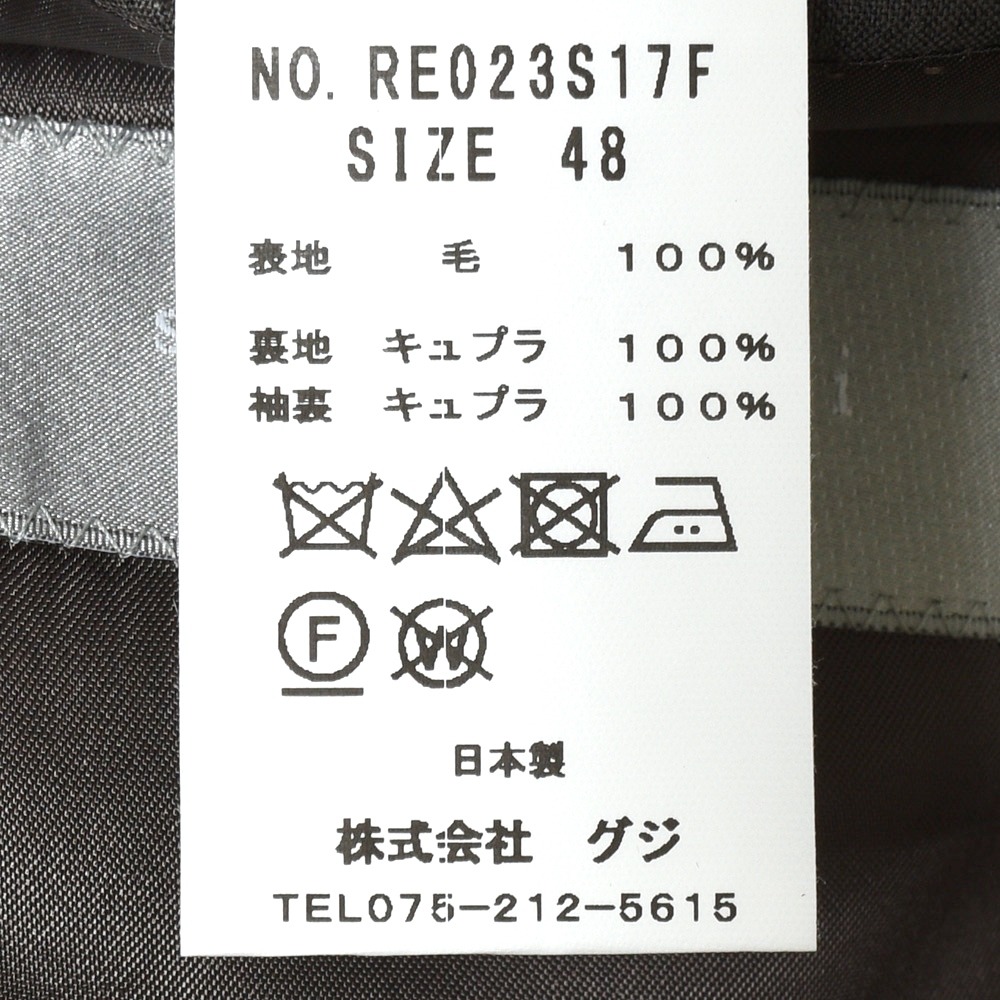 NO. RE023S17F
SIZE 48
表地 毛 100%
裏地 キュプラ 100%
袖裏 キュプラ 100%
F
W
日本製
株式会社 グジ
TEL075-212-5615